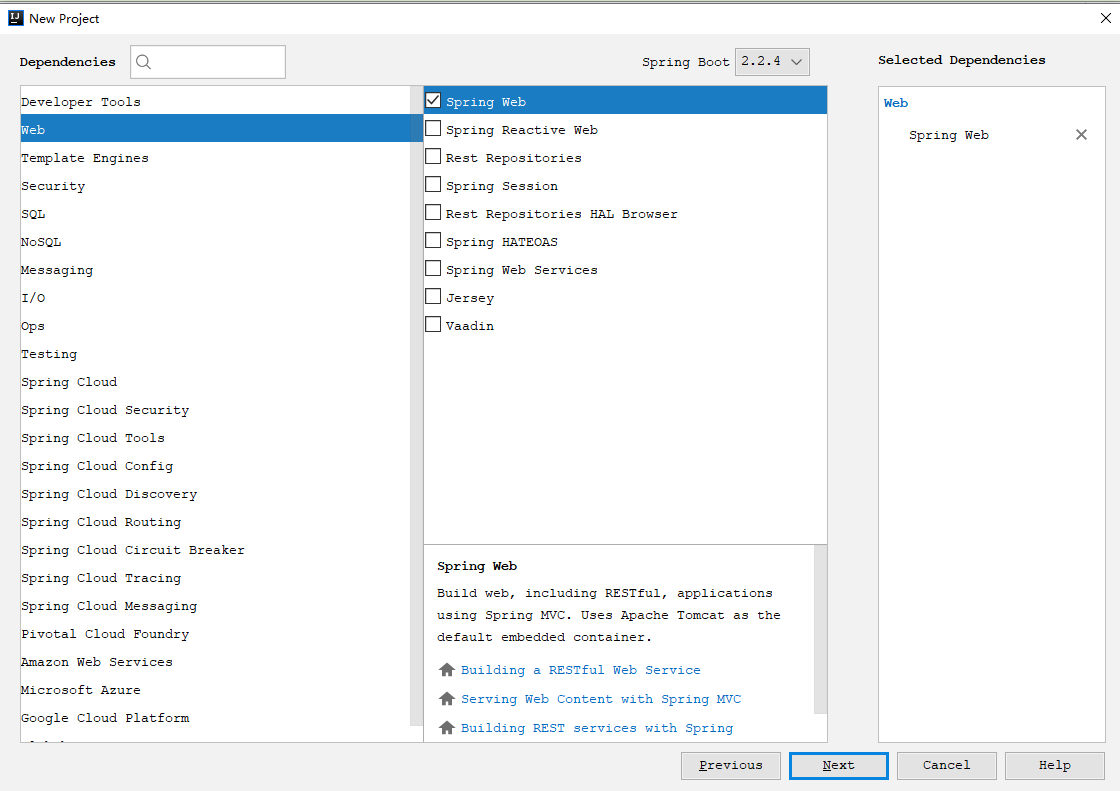 New Project
Dependencies
Spring Boot 2.2.4
Selected Dependencies
Developer Tools
Web
Template Engines
Security
SQL
NoSQL
Messaging
I/O
Ops
Testing
Spring Cloud
Spring Cloud Security
Spring Cloud Tools
Spring Cloud Config
Spring Cloud Discovery
Spring Cloud Routing
Spring Cloud Circuit Breaker
Spring Cloud Tracing
Spring Cloud Messaging
Pivotal Cloud Foundry
Amazon Web Services
Microsoft Azure
Google Cloud Platform
Spring Web
Spring Reactive Web
Rest Repositories
Spring Session
Rest Repositories HAL Browser
Spring HATEOAS
Spring Web Services
Jersey
Vaadin
Spring Web
Build web, including RESTful, applications
using Spring MVC. Uses Apache Tomcat as the
default embedded container.
Building a RESTful Web Service
Serving Web Content with Spring MVC
Building REST services with Spring
Web
Spring Web
Previous
Next
Cancel
Help